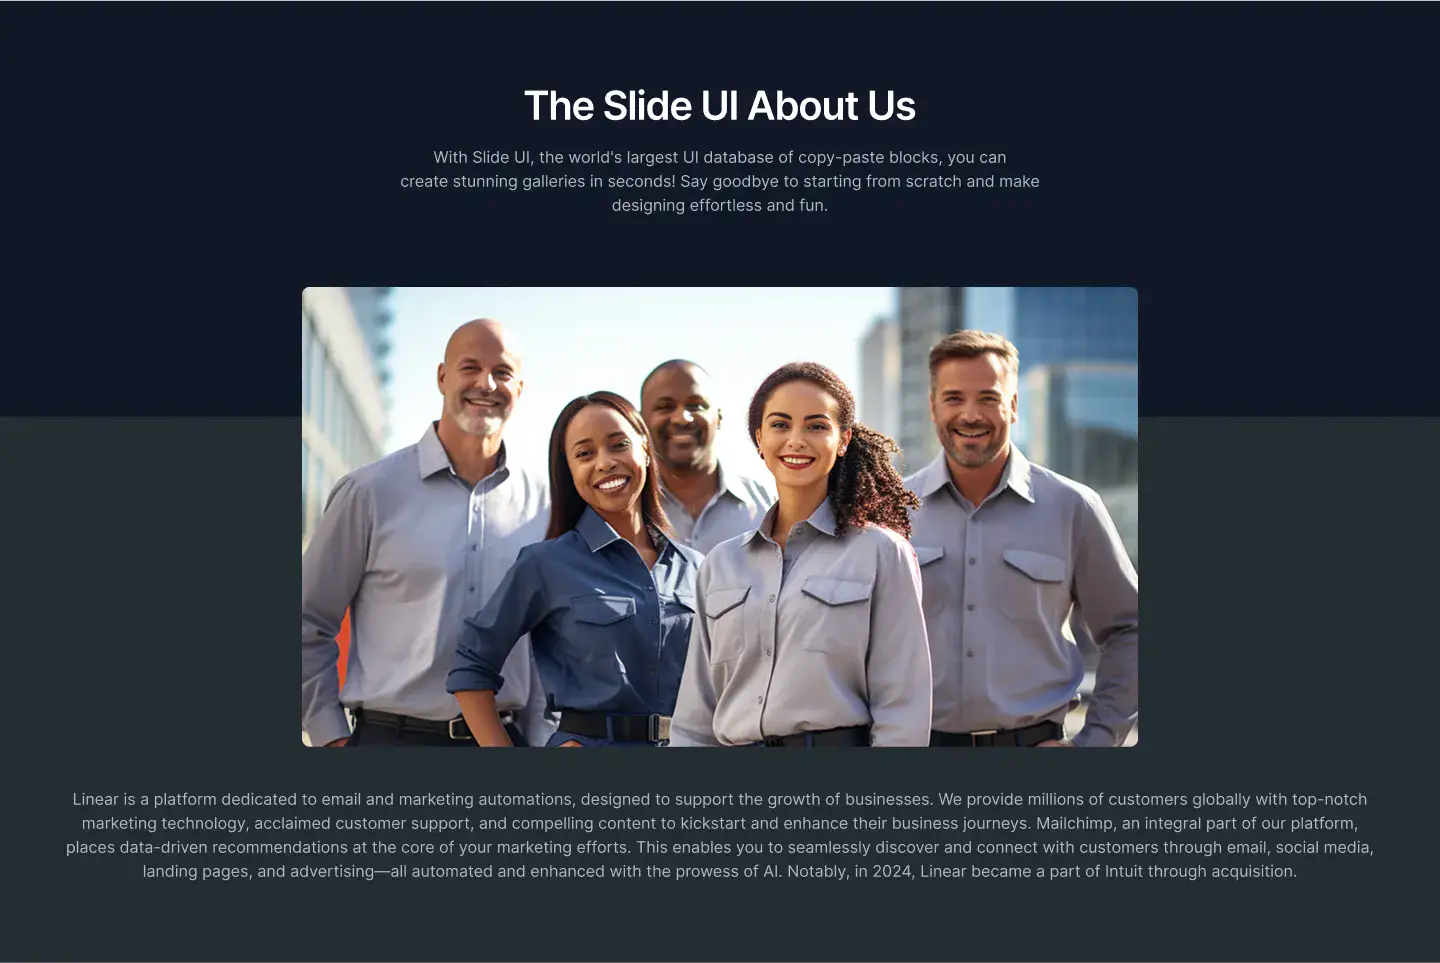 The Slide UI About Us
With Slide UI, the world's largest UI database of copy-paste blocks, you can
create stunning galleries in seconds! Say goodbye to starting from scratch and make
designing effortless and fun.
Linear is a platform dedicated to email and marketing automations, designed to support the growth of businesses. We provide millions of customers globally with top-notch
marketing technology, acclaimed customer support, and compelling content to kickstart and enhance their business journeys. Mailchimp, an integral part of our platform,
places data-driven recommendations at the core of your marketing efforts. This enables you to seamlessly discover and connect with customers through email, social media,
landing pages, and advertising—all automated and enhanced with the prowess of AI. Notably, in 2024, Linear became a part of Intuit through acquisition.